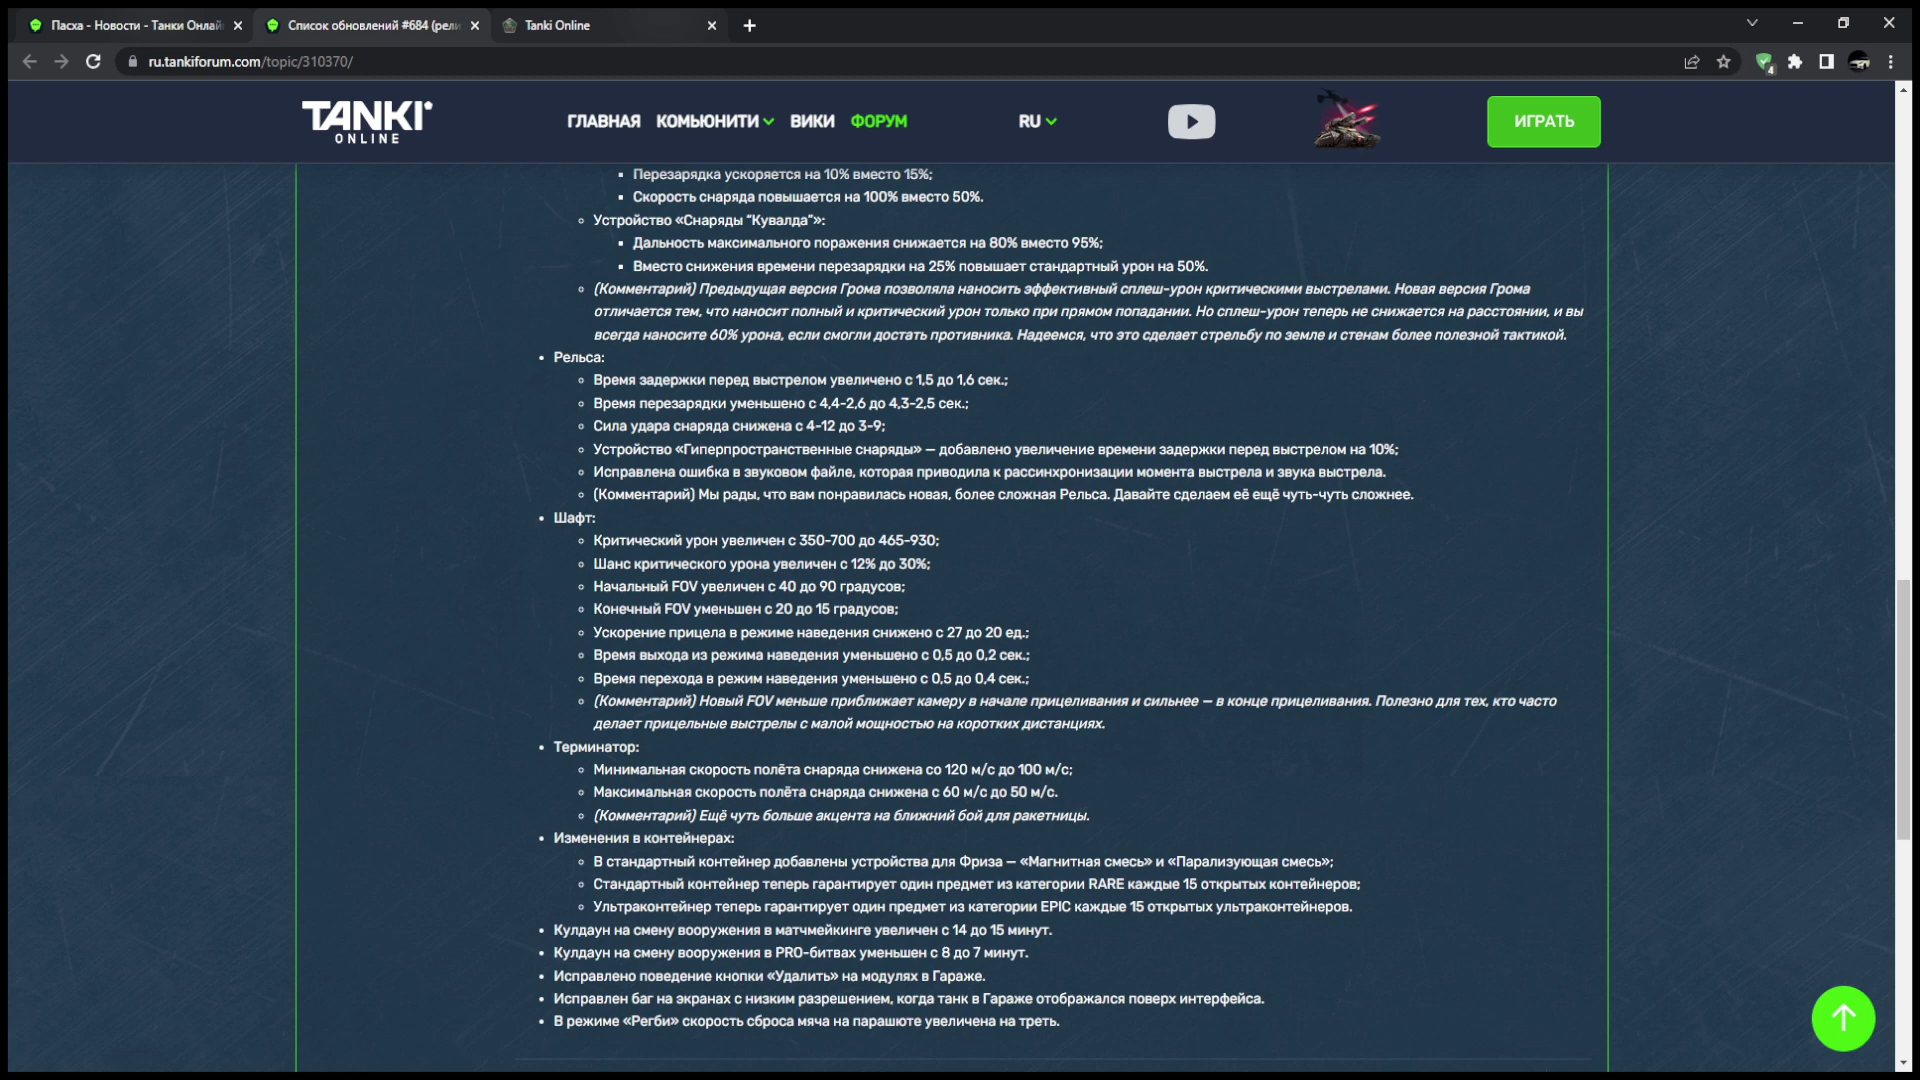 Пасха - Новости - Танки Онлай
Список обновлений #684 (рели
Tanki Online
ru.tankiforum.com/topic/310370/
4
TANKI
ONLINE
ГЛАВНАЯ КОМЬЮНИТИ ВИКИ ФОРУМ
RU
ИГРАТЬ
Перезарядка ускоряется на 10% вместо 15%;
Скорость снаряда повышается на 100% вместо 50%.
Устройство «Снаряды “Кувалда”»:
Дальность максимального поражения снижается на 80% вместо 95%;
Вместо снижения времени перезарядки на 25% повышает стандартный урон на 50%.
(Комментарий) Предыдущая версия Грома позволяла наносить эффективный сплеш-урон критическими выстрелами. Новая версия Грома
отличается тем, что наносит полный и критический урон только при прямом попадании. Но сплеш-урон теперь не снижается на расстоянии, и вы
всегда наносите 60% урона, если смогли достать противника. Надеемся, что это сделает стрельбу по земле и стенам более полезной тактикой.
Рельса:
Время задержки перед выстрелом увеличено с 1,5 до 1,6 сек.;
Время перезарядки уменьшено с 4,4-2,6 до 4,3-2,5 сек.;
Сила удара снаряда снижена с 4-12 до 3-9;
Устройство «Гиперпространственные снаряды» — добавлено увеличение времени задержки перед выстрелом на 10%;
Исправлена ошибка в звуковом файле, которая приводила к рассинхронизации момента выстрела и звука выстрела.
(Комментарий) Мы рады, что вам понравилась новая, более сложная Рельса. Давайте сделаем её ещё чуть-чуть сложнее.
Шафт:
Критический урон увеличен с 350-700 до 465-930;
Шанс критического урона увеличен с 12% до 30%;
Начальный FOV увеличен с 40 до 90 градусов;
Конечный FOV уменьшен с 20 до 15 градусов;
Ускорение прицела в режиме наведения снижено с 27 до 20 ед.;
Время выхода из режима наведения уменьшено с 0,5 до 0,2 сек.;
Время перехода в режим наведения уменьшено с 0,5 до 0,4 сек.;
(Комментарий) Новый FOV меньше приближает камеру в начале прицеливания и сильнее — в конце прицеливания. Полезно для тех, кто часто
делает прицельные выстрелы с малой мощностью на коротких дистанциях.
Терминатор:
Минимальная скорость полёта снаряда снижена со 120 м/с до 100 м/с;
Максимальная скорость полёта снаряда снижена с 60 м/с до 50 м/с.
(Комментарий) Ещё чуть больше акцента на ближний бой для ракетницы.
Изменения в контейнерах:
В стандартный контейнер добавлены устройства для Фриза — «Магнитная смесь» и «Парализующая смесь»;
Стандартный контейнер теперь гарантирует один предмет из категории RARE каждые 15 открытых контейнеров;
Ультраконтейнер теперь гарантирует один предмет из категории EPIC каждые 15 открытых ультраконтейнеров.
Кулдаун на смену вооружения в матчмейкинге увеличен с 14 до 15 минут.
Кулдаун на смену вооружения в PRO-битвах уменьшен с 8 до 7 минут.
Исправлено поведение кнопки «Удалить» на модулях в Гараже.
Исправлен баг на экранах с низким разрешением, когда танк в Гараже отображался поверх интерфейса.
В режиме «Регби» скорость сброса мяча на парашюте увеличена на треть.